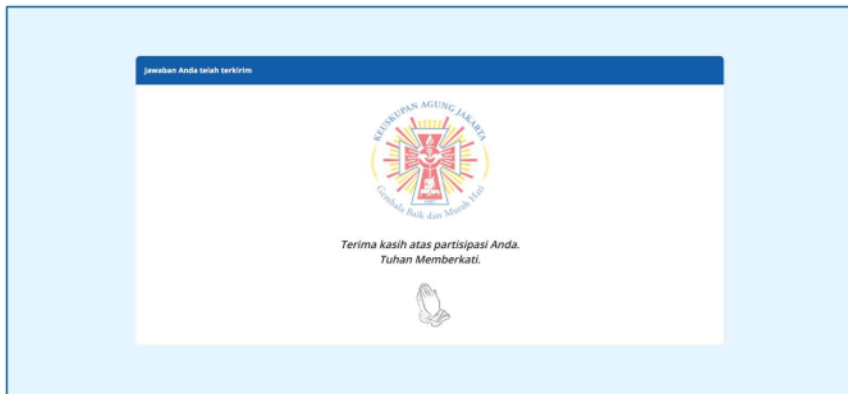 Jawaban Anda telah terkirim
KEUSKUPAN AGUNG JAKARTA
1807
Gembala Baik dan Murah Hati
Terima kasih atas partisipasi Anda.
Tuhan Memberkati.